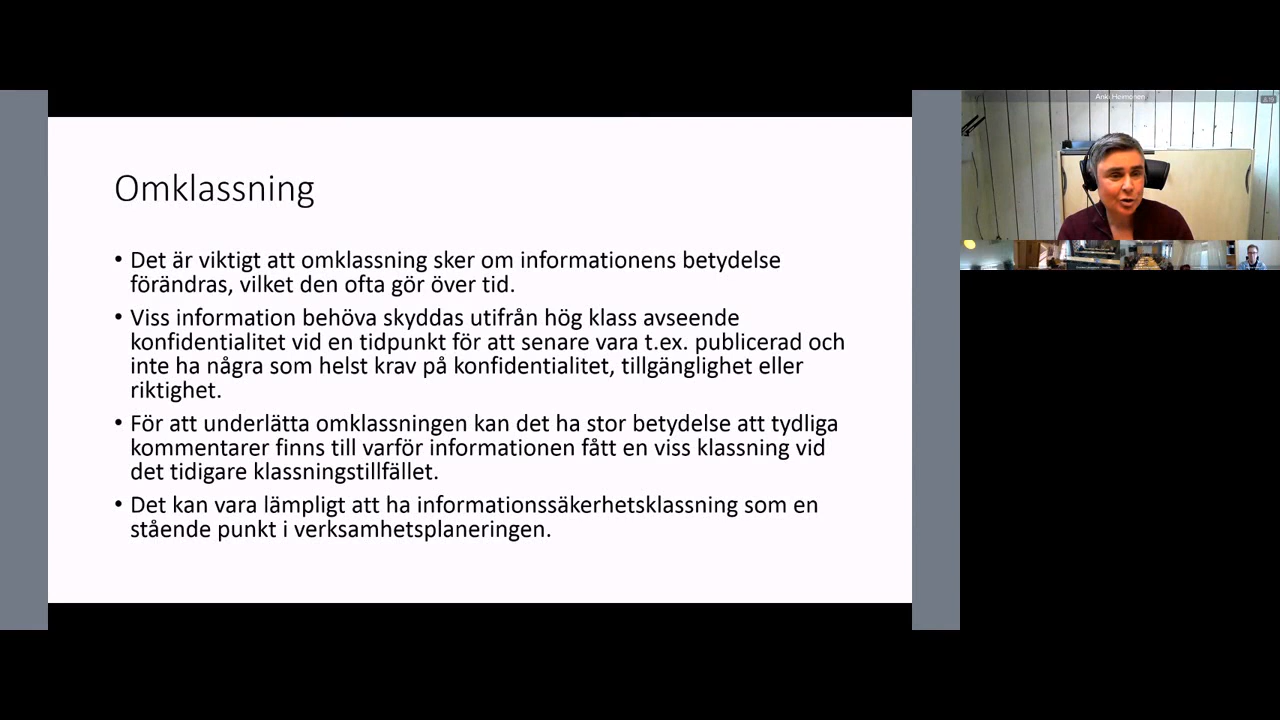 Omklassning
• Det är viktigt att omklassning sker om informationens betydelse
förändras, vilket den ofta gör över tid.
• Viss information behöva skyddas utifrån hög klass avseende
konfidentialitet vid en tidpunkt för att senare vara t.ex. publicerad och
inte ha några som helst krav på konfidentialitet, tillgänglighet eller
riktighet.
• För att underlätta omklassningen kan det ha stor betydelse att tydliga
kommentarer finns till varför informationen fått en viss klassning vid
det tidigare klassningstillfället.
• Det kan vara lämpligt att ha informationssäkerhetsklassning som en
stående punkt i verksamhetsplaneringen.